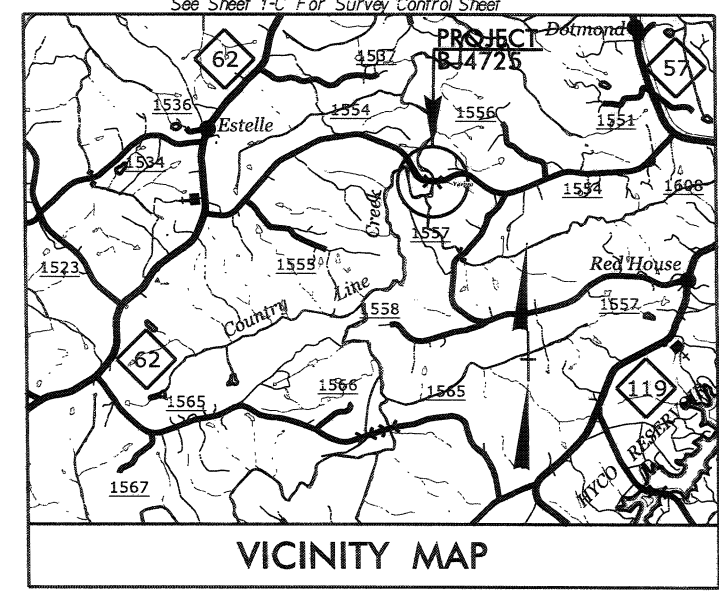 See Sheet 1-C For Survey Control Sheet
PROJECT
BJ4725
Dotmond
62
57
1537
1536
1554
1556
1551
Estelle
1534
1554
1608
Creek
1557
1523
1555
Red House
Line
Country
1558
1557
62
119
1565
1566
1565
1567
HYCO RESERVOIR
VICINITY MAP